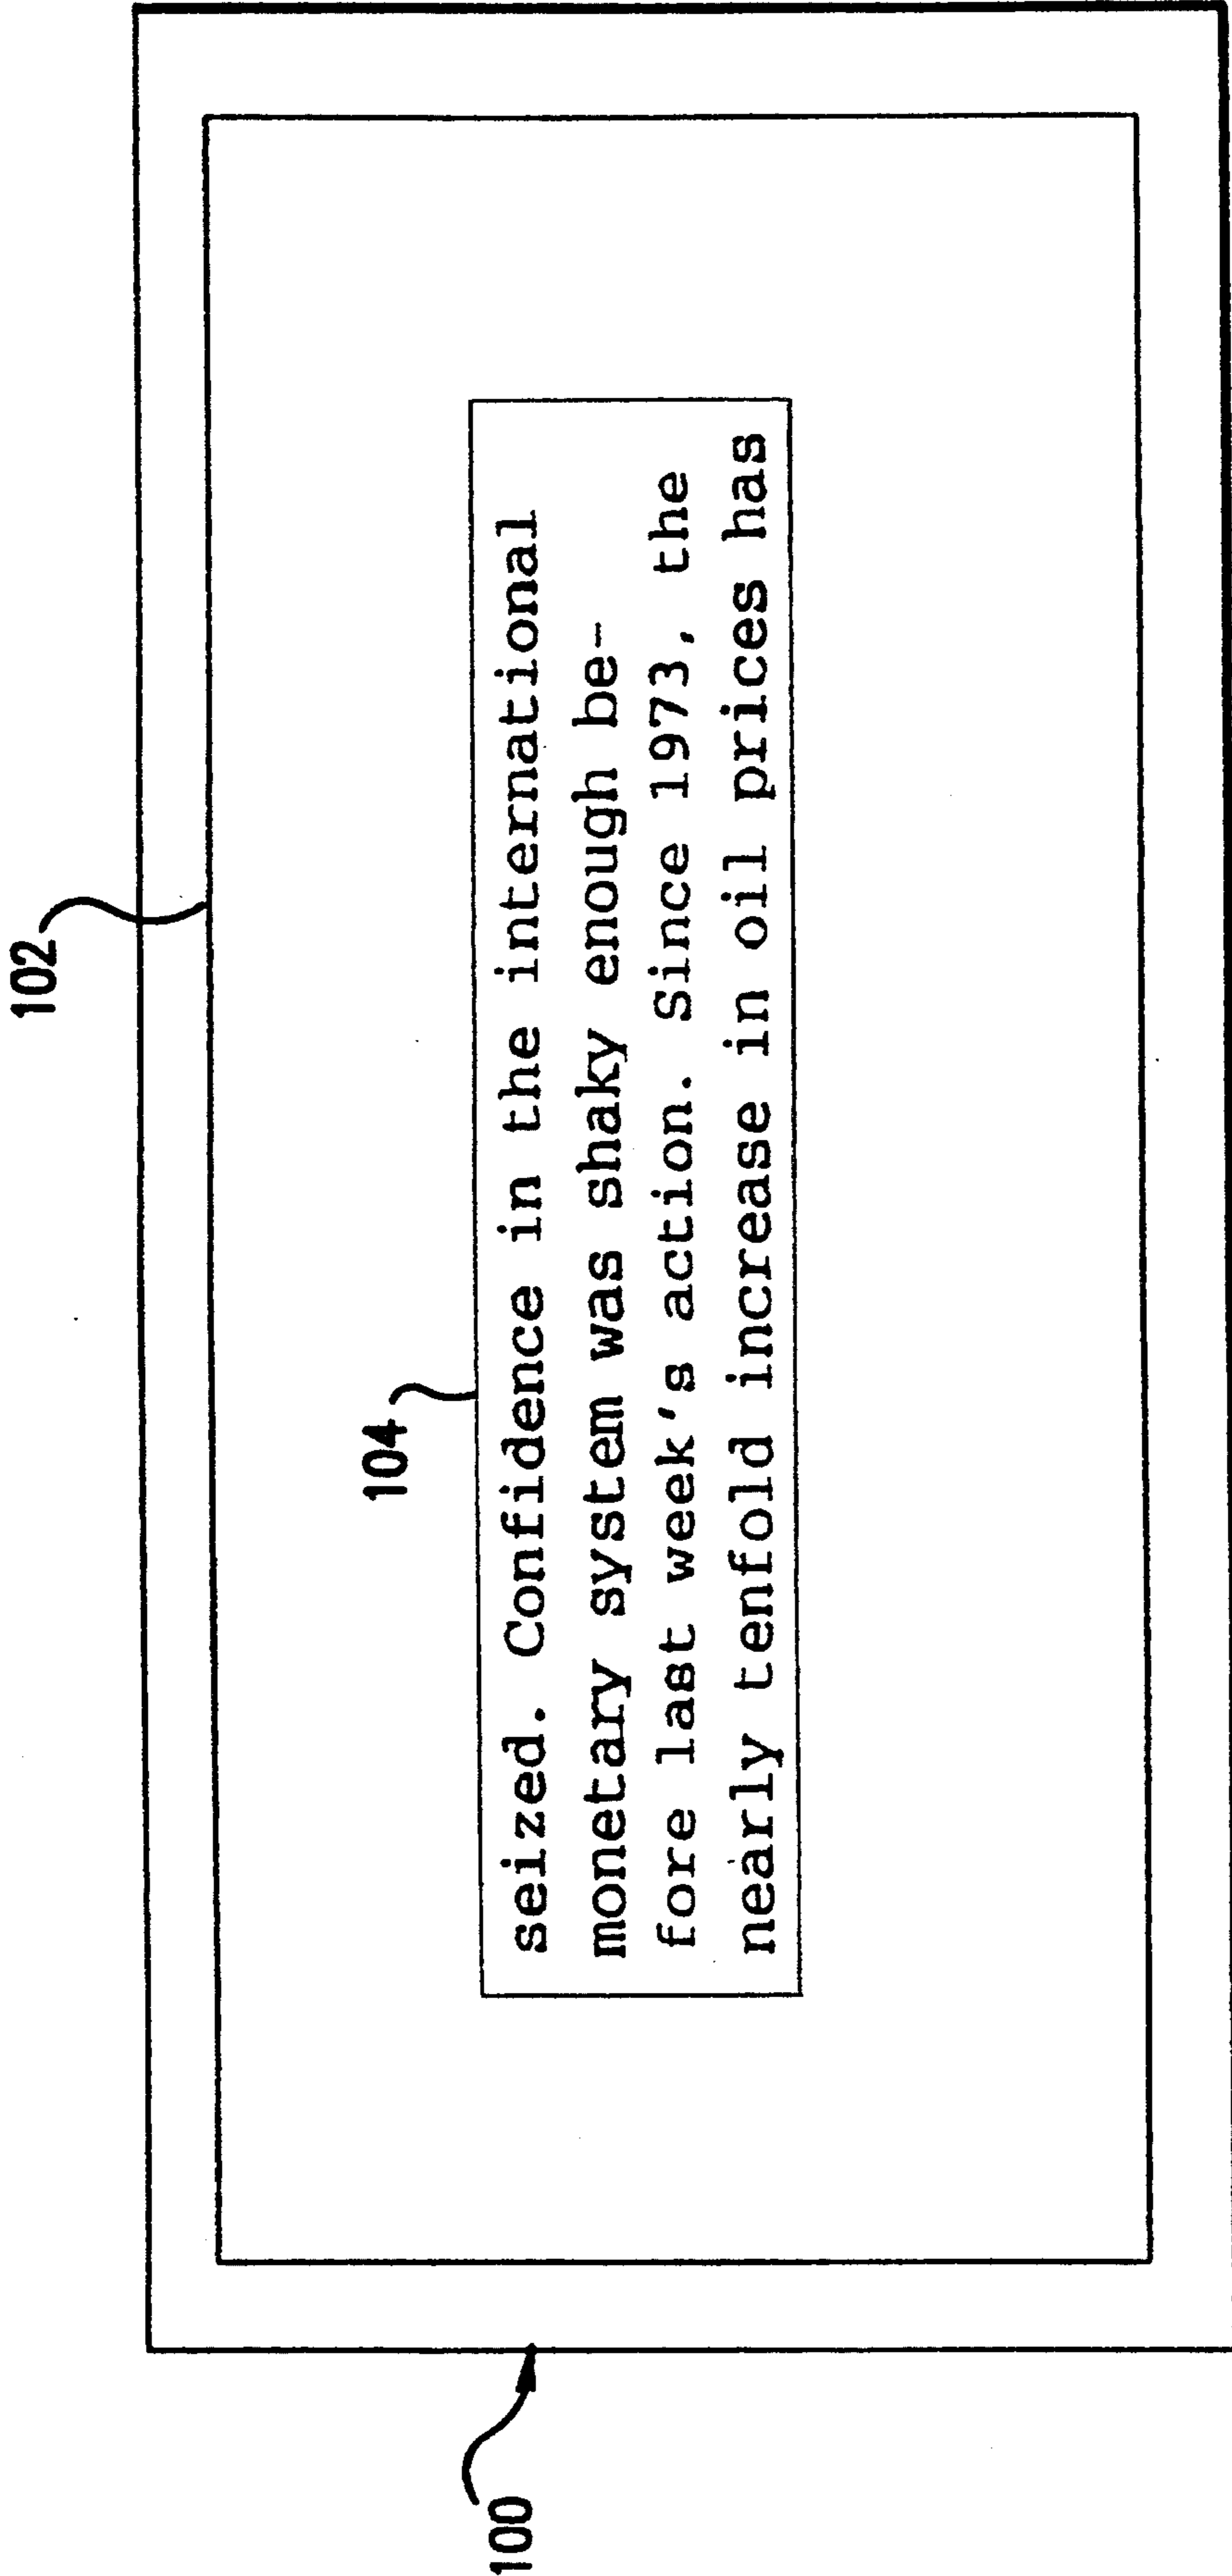 102
104
seized. Confidence in the international
monetary system was shaky enough be-
fore last week's action. Since 1973, the
nearly tenfold increase in oil prices has
100